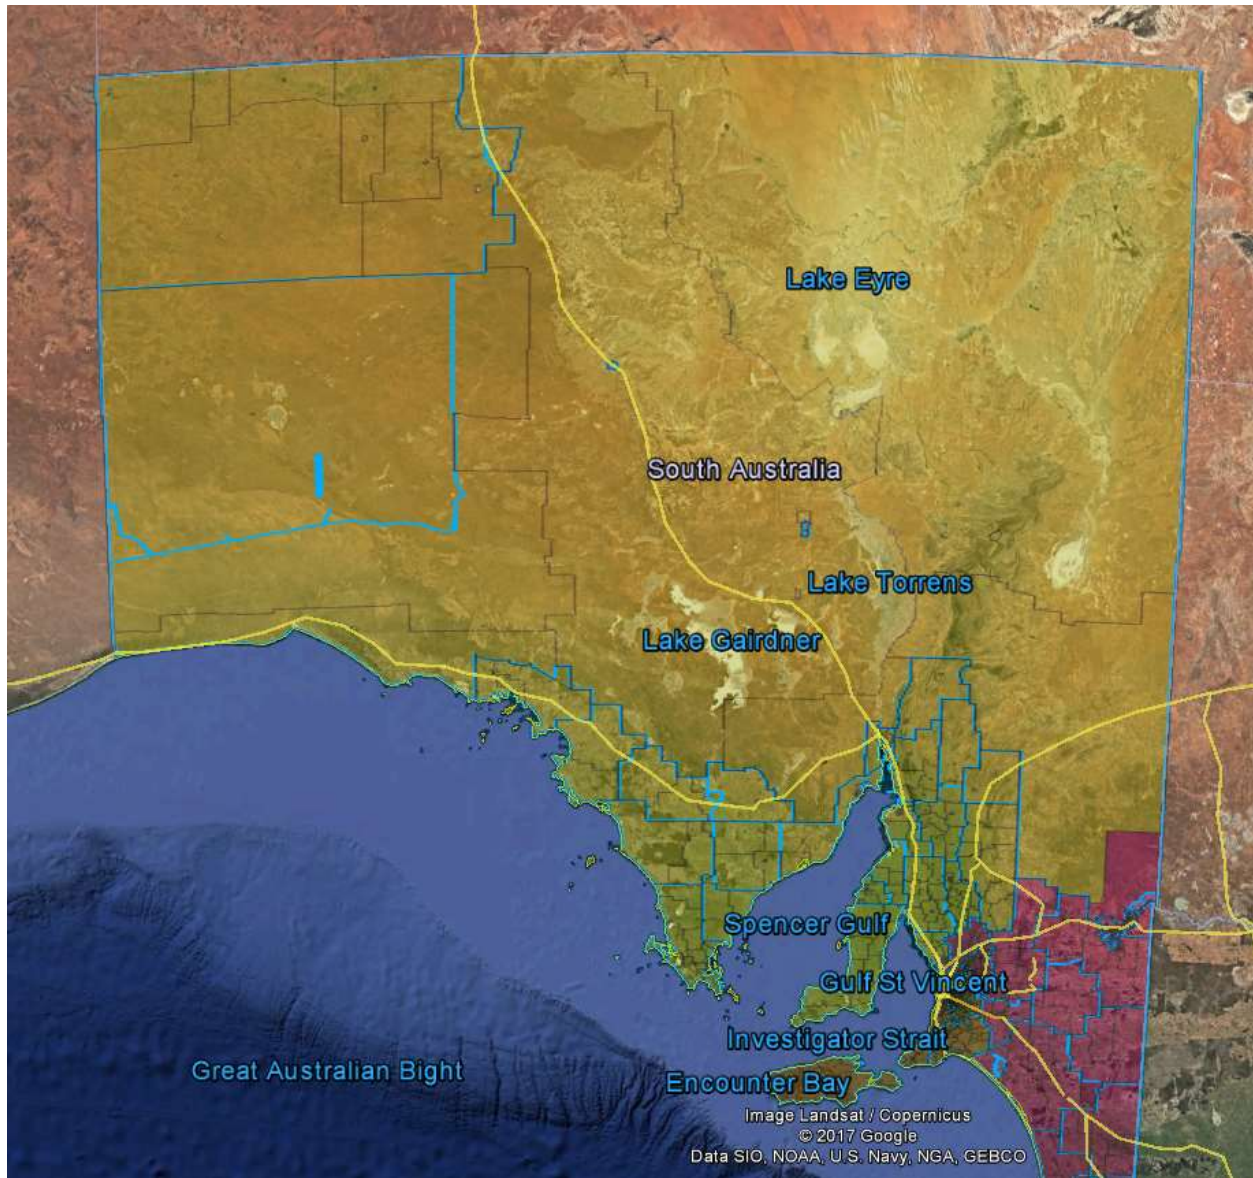 Lake Eyre
South Australia
Lake Torrens
Lake Gairdner
Spencer Gulf
Gulf St Vincent
Investigator Strait
Great Australian Bight
Encounter Bay
Image Landsat / Copernicus
© 2017 Google
Data SIO, NOAA, U.S. Navy, NGA, GEBCO